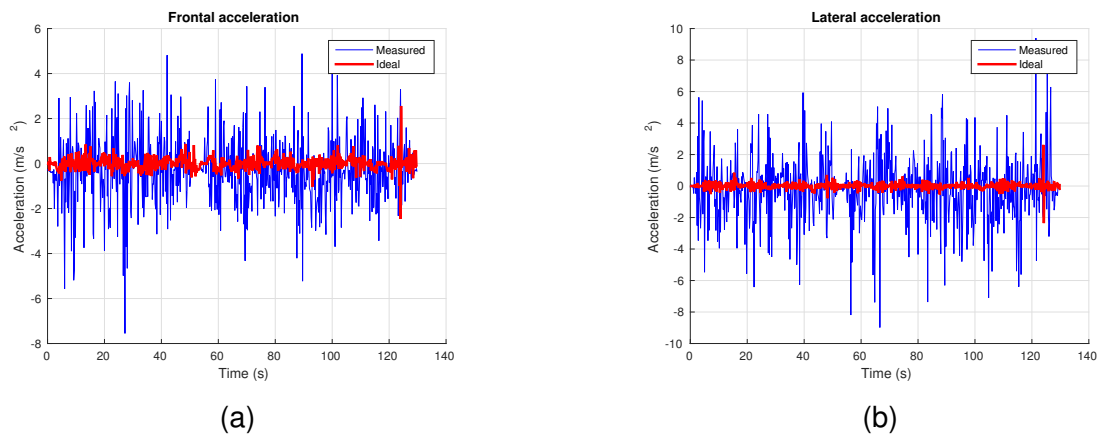 Frontal acceleration
6
4
2
0
-2
-4
-6
-8
0 20 40 60 80 100 120 140
Acceleration (m/s 2)
Time (s)
Measured
Ideal
(a)
Lateral acceleration
10
8
6
4
2
0
-2
-4
-6
-8
-10
0 20 40 60 80 100 120 140
Acceleration (m/s 2)
Time (s)
Measured
Ideal
(b)